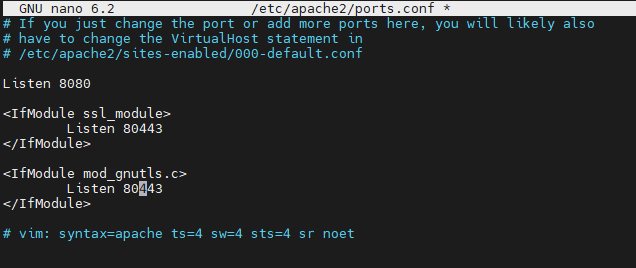 GNU nano 6.2 /etc/apache2/ports.conf *
# If you just change the port or add more ports here, you will likely also
# have to change the VirtualHost statement in
# /etc/apache2/sites-enabled/000-default.conf
Listen 8080
<IfModule ssl_module>
Listen 80443
</IfModule>
<IfModule mod_gnutls.c>
Listen 80443
</IfModule>
# vim: syntax=apache ts=4 sw=4 sts=4 sr noet